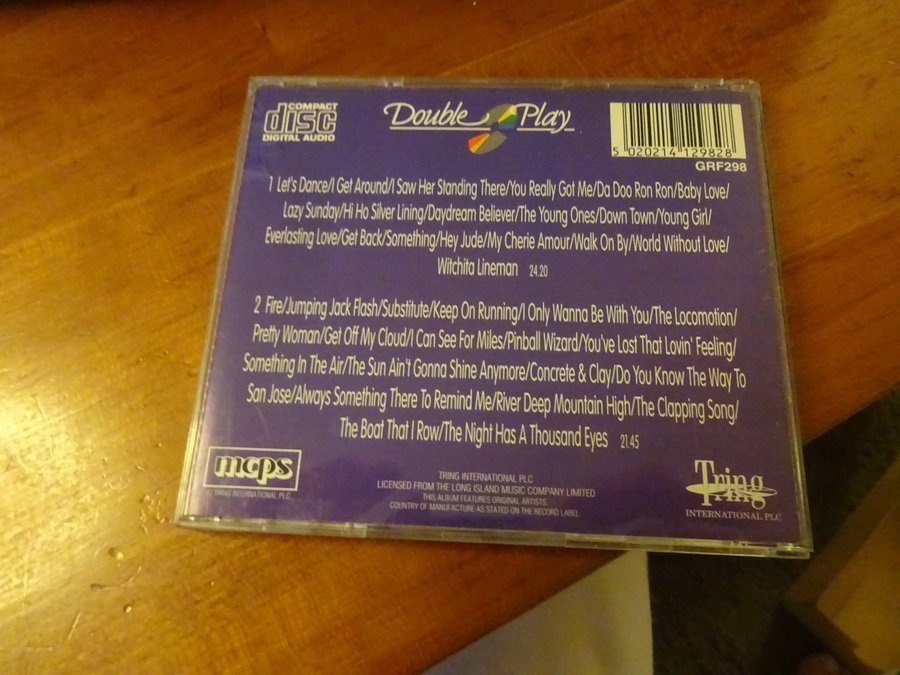 COMPACT
disc
DIGITAL AUDIO
Double Play
5 020214 129828
GRF298
1 Let's Dance/I Get Around/I Saw Her Standing There/You Really Got Me/Da Doo Ron Ron/Baby Love/
Lazy Sunday/Hi Ho Silver Lining/Daydream Believer/The Young Ones/Down Town/Young Girl/
Everlasting Love/Get Back/Something/Hey Jude/My Cherie Amour/Walk On By/World Without Love/
Witchita Lineman 24.20
2 Fire/Jumping Jack Flash/Substitute/Keep On Running/I Only Wanna Be With You/The Locomotion/
Pretty Woman/Get Off My Cloud/I Can See For Miles/Pinball Wizard/You've Lost That Lovin' Feeling/
Something In The Air/The Sun Ain't Gonna Shine Anymore/Concrete & Clay/Do You Know The Way To
San Jose/Always Something There To Remind Me/River Deep Mountain High/The Clapping Song/
The Boat That I Row/The Night Has A Thousand Eyes 21.45
mcps
TRING INTERNATIONAL PLC
TRING INTERNATIONAL PLC
LICENSED FROM THE LONG ISLAND MUSIC COMPANY LIMITED
THIS ALBUM FEATURES ORIGINAL ARTISTS.
COUNTRY OF MANUFACTURE AS STATED ON THE RECORD LABEL
Tring
INTERNATIONAL PLC